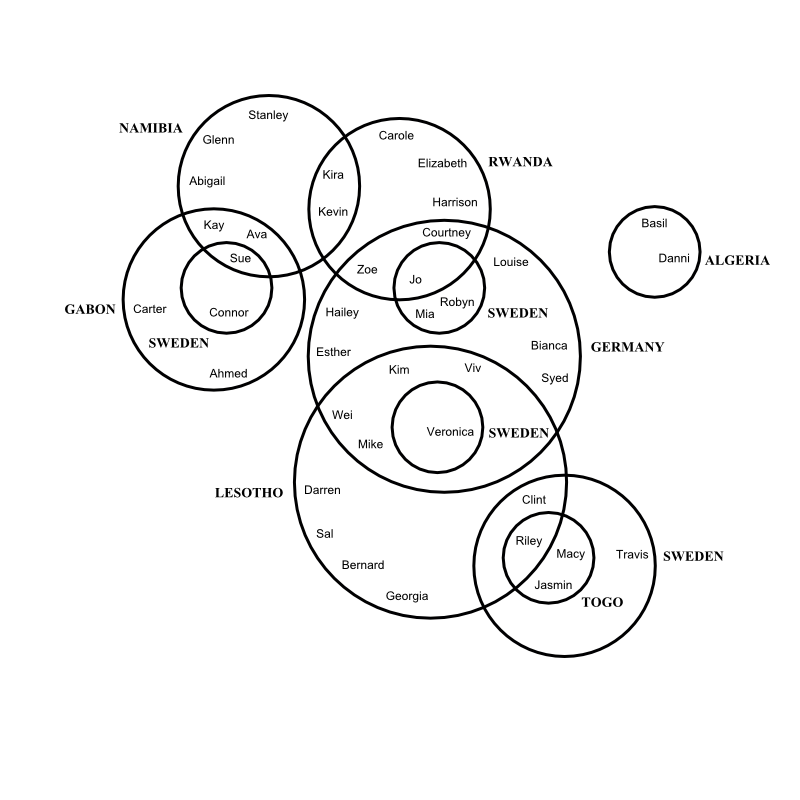 Stanley
NAMIBIA
Carole
Glenn
Elizabeth
RWANDA
Kira
Abigail
Harrison
Kevin
Basil
Kay
Courtney
Ava
Sue
Danni
ALGERIA
Louise
Zoe
Jo
Robyn
GABON
Carter
Connor
Hailey
Mia
SWEDEN
SWEDEN
Bianca
GERMANY
Esther
Kim
Viv
Ahmed
Syed
Wei
Veronica
SWEDEN
Mike
LESOTHO
Darren
Clint
Sal
Riley
Macy
Travis
SWEDEN
Bernard
Jasmin
Georgia
TOGO